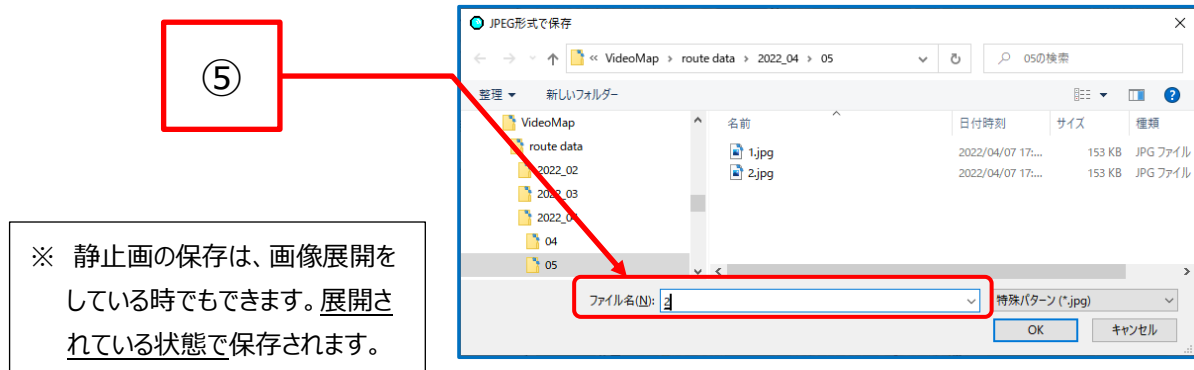 ⑤
※ 静止画の保存は、画像展開を
している時でもできます。展開さ
れている状態で保存されます。
JPEG形式で保存
« VideoMap › route data › 2022_04 › 05
05の検索
整理 新しいフォルダー
VideoMap
route data
2022_02
2022_03
2022_04
04
05
名前 日付時刻 サイズ 種類
1.jpg 2022/04/07 17:... 153 KB JPG ファイル
2.jpg 2022/04/07 17:... 153 KB JPG ファイル
ファイル名(N): 2 特殊パターン (*.jpg)
OK キャンセル